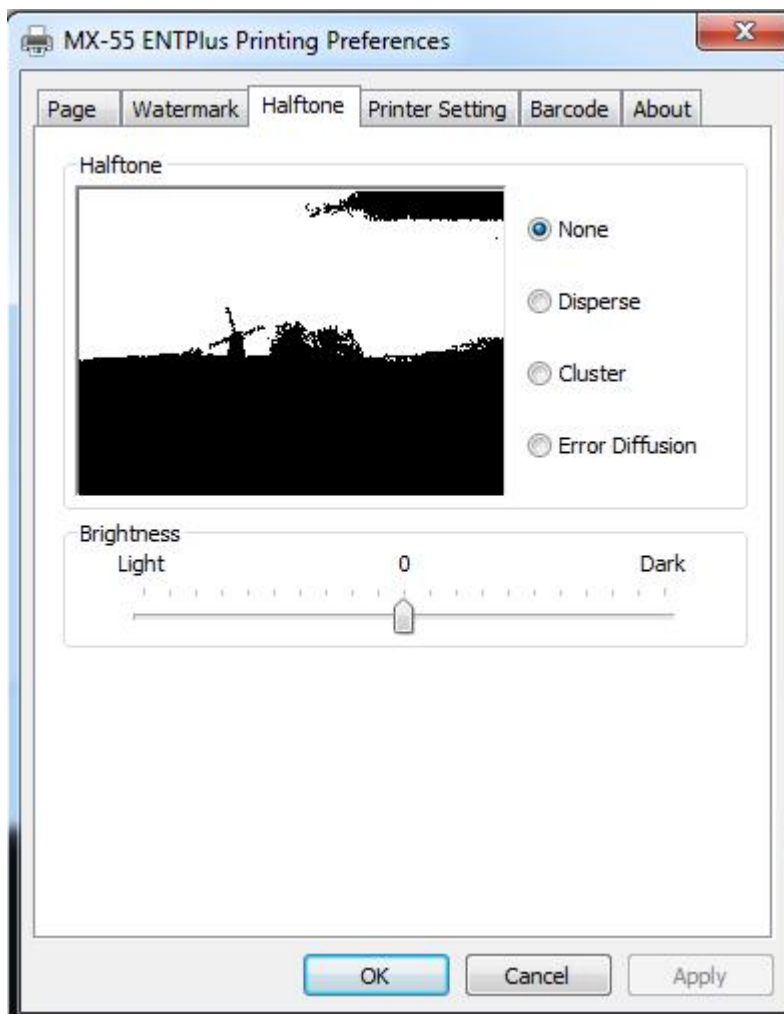 MX-55 ENTPlus Printing Preferences
Page Watermark Halftone Printer Setting Barcode About
Halftone
None
Disperse
Cluster
Error Diffusion
Brightness
Light 0 Dark
OK Cancel Apply